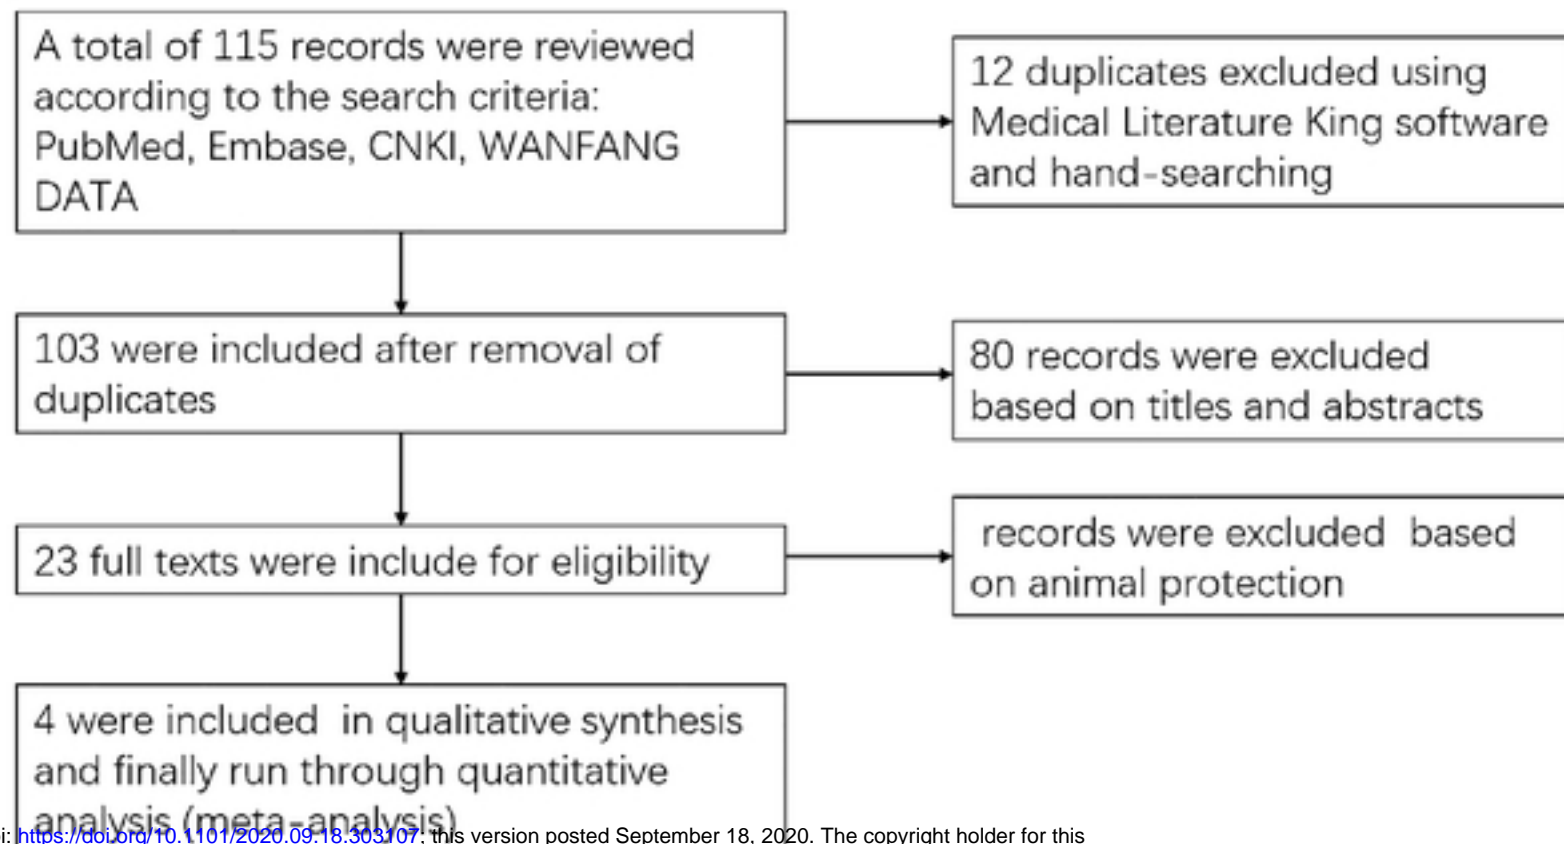 A total of 115 records were reviewed
according to the search criteria:
PubMed, Embase, CNKI, WANFANG
DATA
12 duplicates excluded using
Medical Literature King software
and hand-searching
103 were included after removal of
duplicates
80 records were excluded
based on titles and abstracts
23 full texts were include for eligibility
records were excluded based
on animal protection
4 were included in qualitative synthesis
and finally run through quantitative
analysis (meta-analysis)
i: https://doi.org/10.1101/2020.09.18.303107; this version posted September 18, 2020. The copyright holder for this